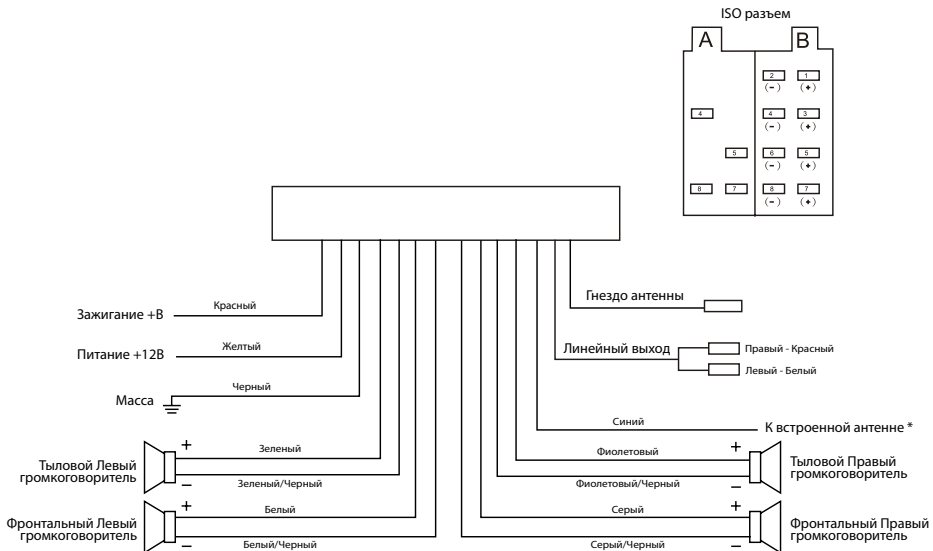 ISO разъем
A B
2 1
(-) (+)
4 4 3
(-) (+)
5 6 5
(-) (+)
8 7 8 7
(-) (+)
Гнездо антенны
Красный
Зажигание +В
Желтый
Питание +12В
Линейный выход
Правый - Красный
Левый - Белый
Черный
Масса
Синий
К встроенной антенне *
Зеленый
+
Тыловой Левый
громкоговоритель
–
Зеленый/Черный
Фиолетовый
+
Тыловой Правый
громкоговоритель
–
Фиолетовый/Черный
Белый
+
Фронтальный Левый
громкоговоритель
–
Белый/Черный
Серый
+
Фронтальный Правый
громкоговоритель
–
Серый/Черный